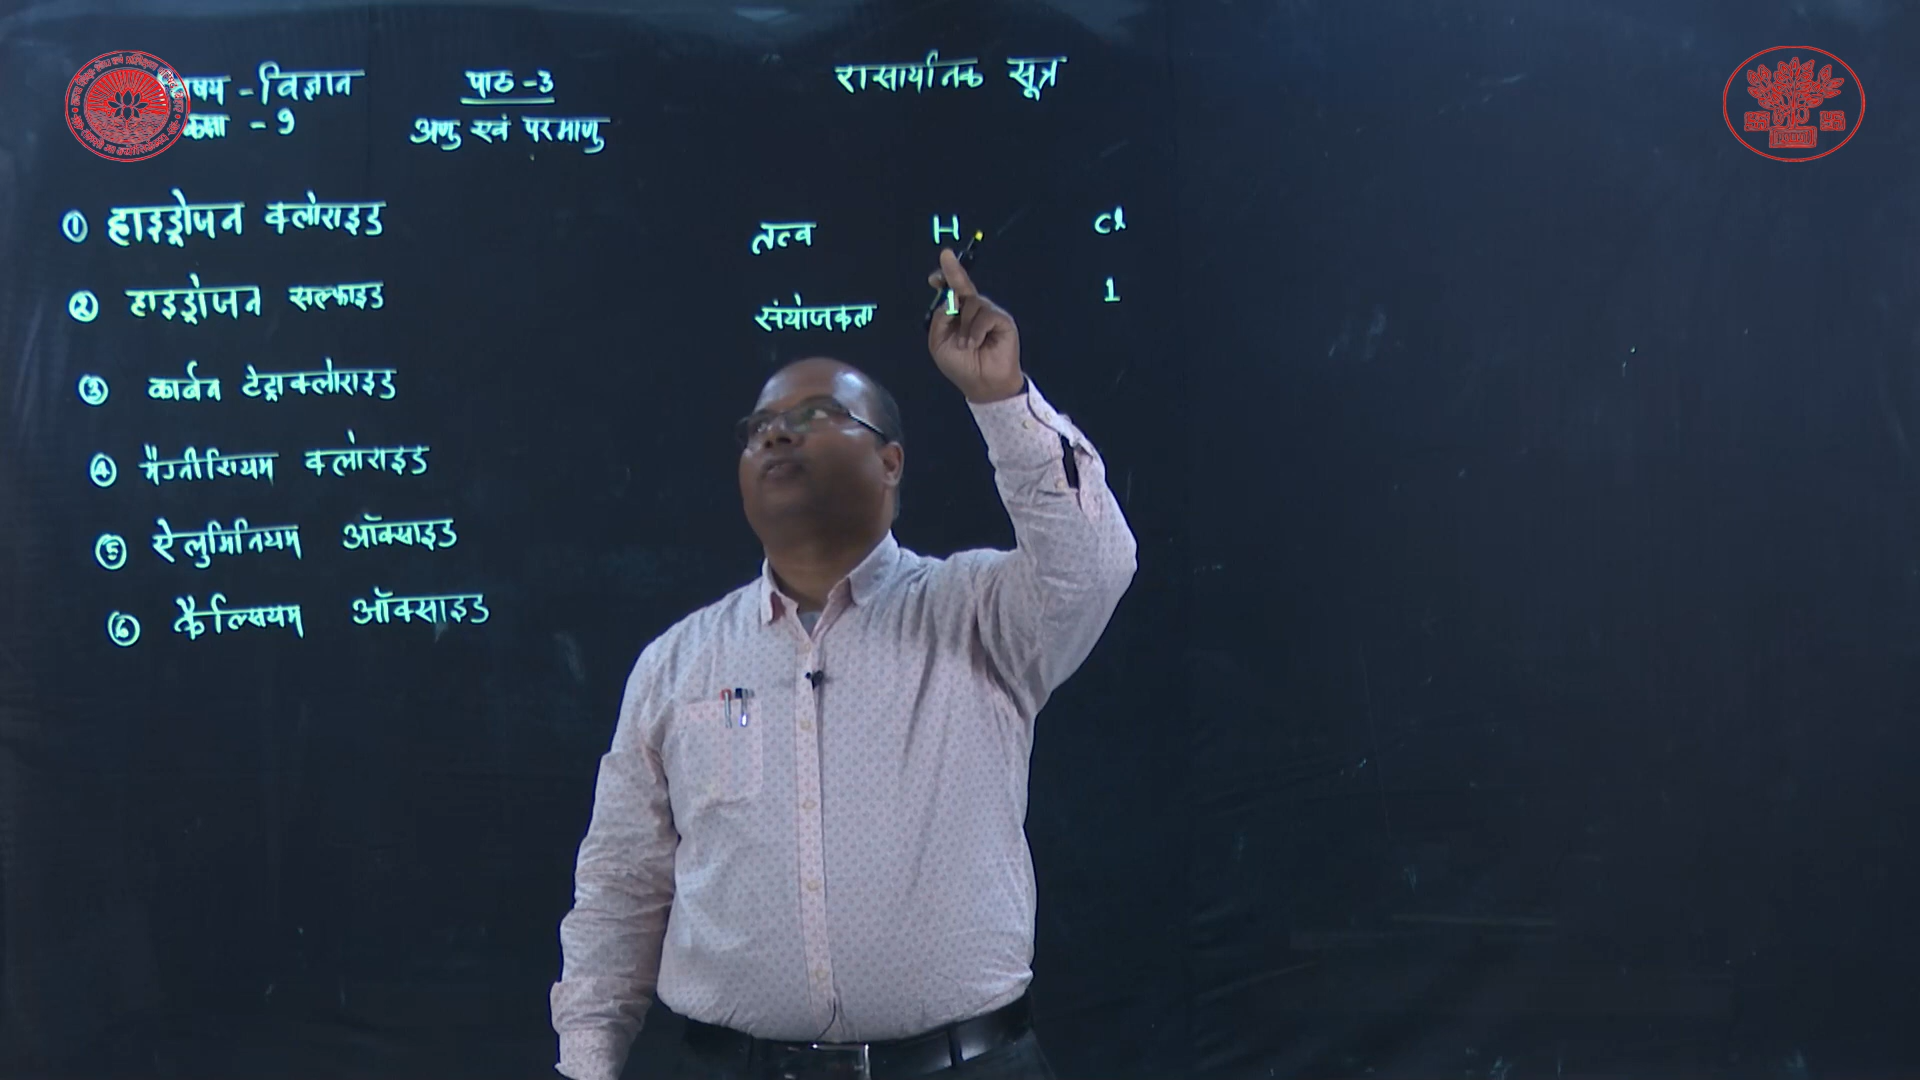 विषय - विज्ञान
कक्षा - 9
पाठ - 3
अणु एवं परमाणु
रासायनिक सूत्र
① हाइड्रोजन क्लोराइड
② हाइड्रोजन सल्फाइड
③ कार्बन टेट्राक्लोराइड
④ मैग्नीशियम क्लोराइड
⑤ ऐलुमिनियम ऑक्साइड
⑥ कैल्सियम ऑक्साइड
तत्व H Cl
संयोजकता 1 1